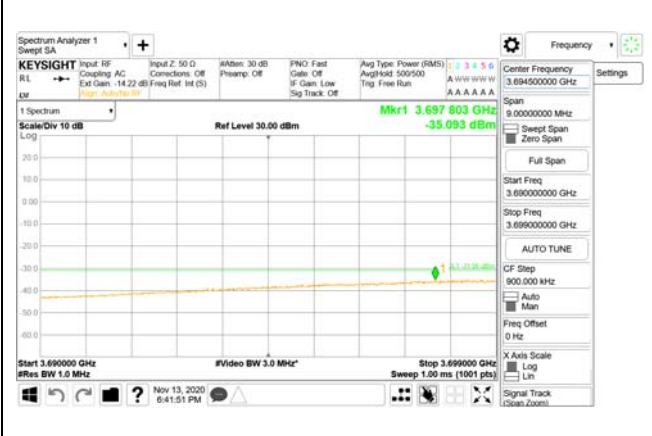 Spectrum Analyzer 1
Swept SA
+
Frequency
KEYSIGHT Input: RF Input Z: 50 Ω #Atten: 30 dB PNO: Fast Avg Type: Power (RMS) 1 2 3 4 5 6
RL Coupling: AC Corrections: Off Preamp: Off Gate: Off Avg|Hold: 500/500 A W W W W W
Ext Gain: -14.22 dB Freq Ref: Int (S) IF Gain: Low Trig: Free Run
Align: Auto/No RF Sig Track: Off A A A A A A
1 Spectrum
Mkr1 3.697 803 GHz
Scale/Div 10 dB Ref Level 30.00 dBm -35.093 dBm
Log
20.0
10.0
0.00
-10.0
-20.0
-30.0
-40.0
-50.0
-60.0
1
Start 3.690000 GHz #Video BW 3.0 MHz* Stop 3.699000 GHz
#Res BW 1.0 MHz Sweep 1.00 ms (1001 pts)
Nov 13, 2020
6:41:51 PM
?
Settings
Center Frequency
3.694500000 GHz
Span
9.00000000 MHz
Swept Span
Zero Span
Full Span
Start Freq
3.690000000 GHz
Stop Freq
3.699000000 GHz
AUTO TUNE
CF Step
900.000 kHz
Auto
Man
Freq Offset
0 Hz
X Axis Scale
Log
Lin
Signal Track
(Span Zoom)